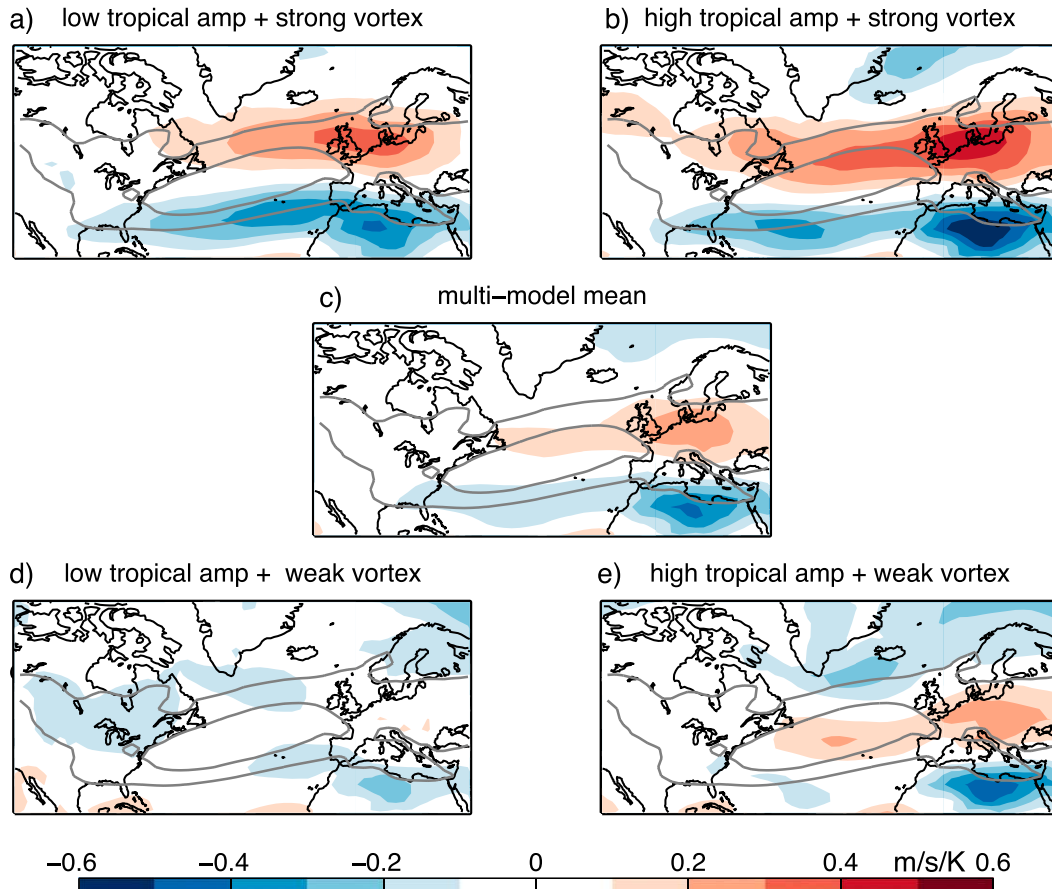 a) low tropical amp + strong vortex
b) high tropical amp + strong vortex
c) multi−model mean
d) low tropical amp + weak vortex
e) high tropical amp + weak vortex
−0.6 −0.4 −0.2 0 0.2 0.4 m/s/K 0.6